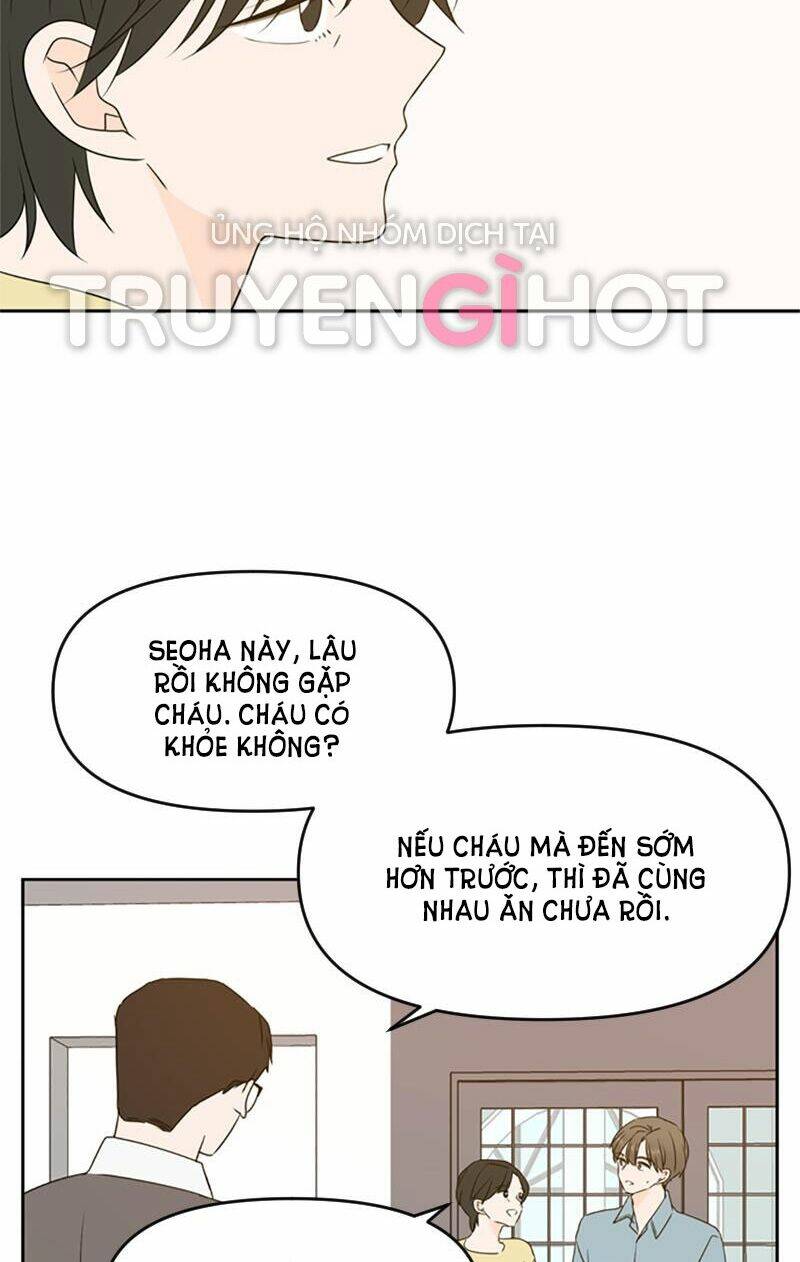 ỦNG HỘ NHÓM DỊCH TẠI
TRUYENGÌHOT
SEOHA NÀY, LÂU
RỒI KHÔNG GẶP
CHÁU. CHÁU CÓ
KHỎE KHÔNG?
NẾU CHÁU MÀ ĐẾN SỚM
HƠN TRƯỚC, THÌ ĐÃ CÙNG
NHAU ĂN CHƯA RỒI.